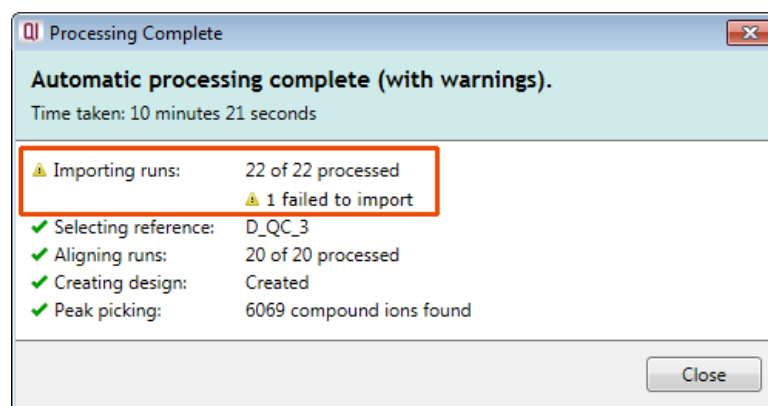 QI Processing Complete
Automatic processing complete (with warnings).
Time taken: 10 minutes 21 seconds
Importing runs: 22 of 22 processed
1 failed to import
Selecting reference: D_QC_3
Aligning runs: 20 of 20 processed
Creating design: Created
Peak picking: 6069 compound ions found
Close